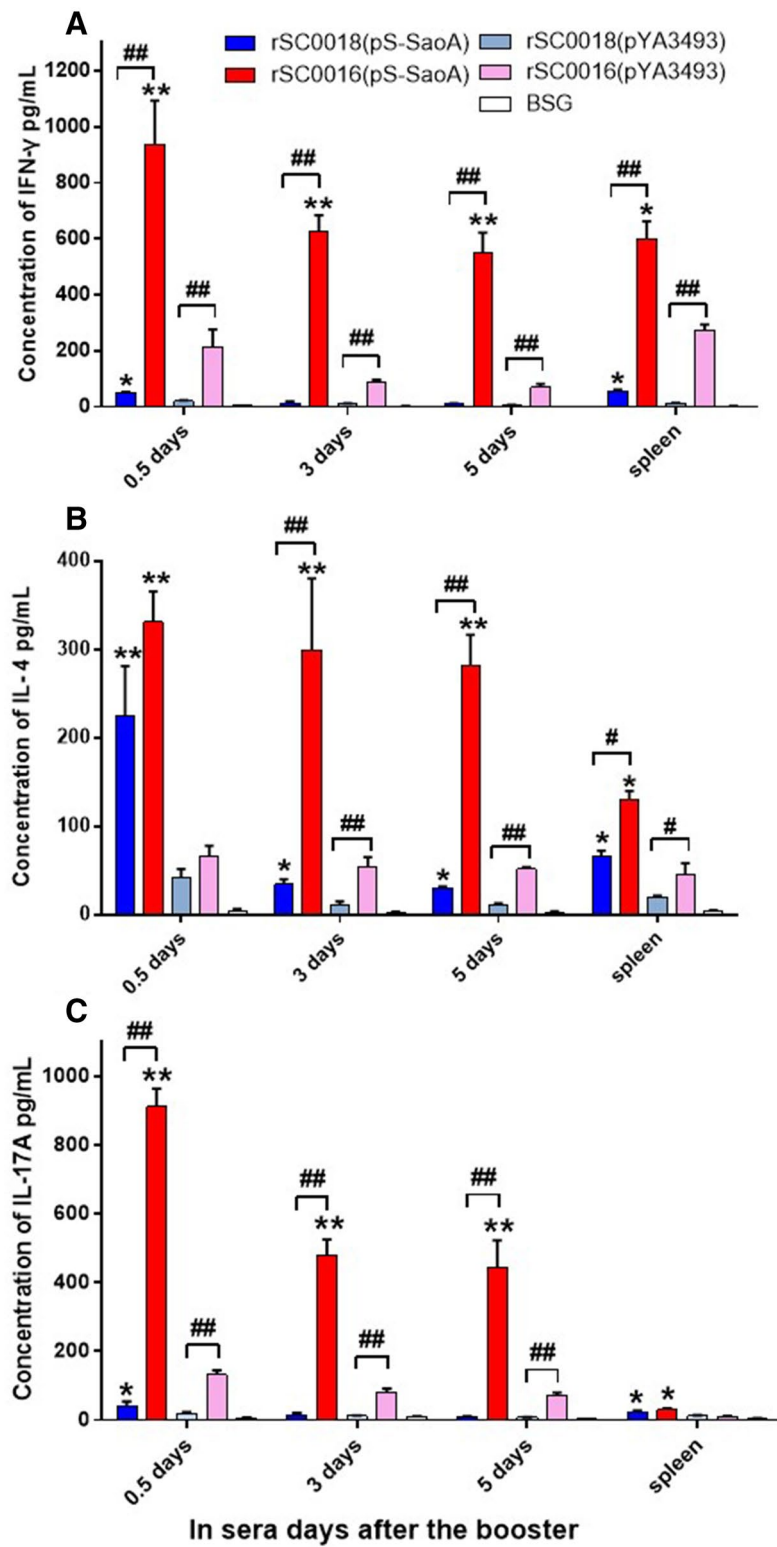 A
rSC0018(pS-SaoA) rSC0018(pYA3493)
rSC0016(pS-SaoA) rSC0016(pYA3493)
BSG
Concentration of IFN-γ pg/mL
1200
1000
800
600
400
200
0
## ** ## ** ## ** ## *
* ## ## ## * ##
0.5 days 3 days 5 days spleen
B
Concentration of IL-4 pg/mL
400
300
200
100
0
** ** ## ** ## ** # *
* ## * ## * #
0.5 days 3 days 5 days spleen
C
Concentration of IL-17A pg/mL
1000
800
600
400
200
0
## ** ## ** ## **
* ## ## ## * *
0.5 days 3 days 5 days spleen
In sera days after the booster